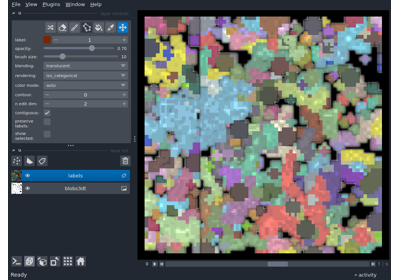 File View Plugins Window Help
label:
1
opacity:
0.70
brush size:
10
blending:
translucent
rendering:
iso_categorical
color mode:
auto
contour:
0
n edit dim:
2
contiguous:
preserve
labels:
show
selected:
labels
blobs3dt
Ready
activity